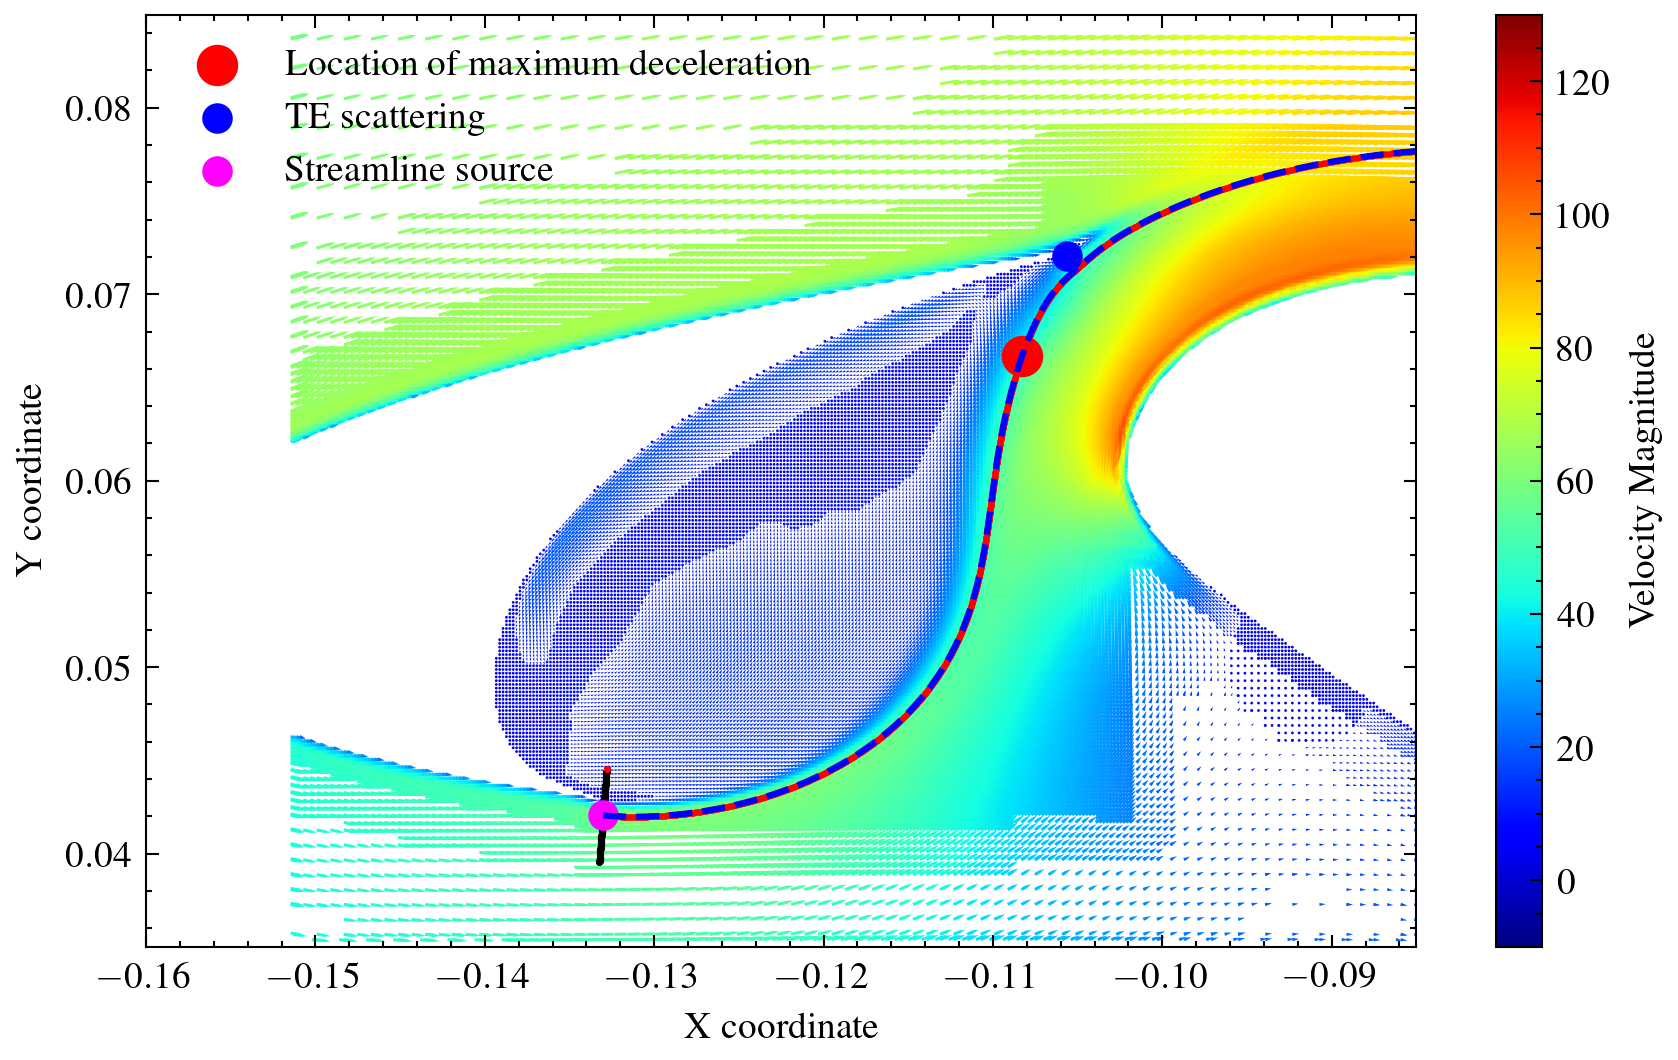 Location of maximum deceleration
TE scattering
Streamline source
0.08
0.07
0.06
0.05
0.04
Y coordinate
−0.16 −0.15 −0.14 −0.13 −0.12 −0.11 −0.10 −0.09
X coordinate
120
100
80
60
40
20
0
Velocity Magnitude